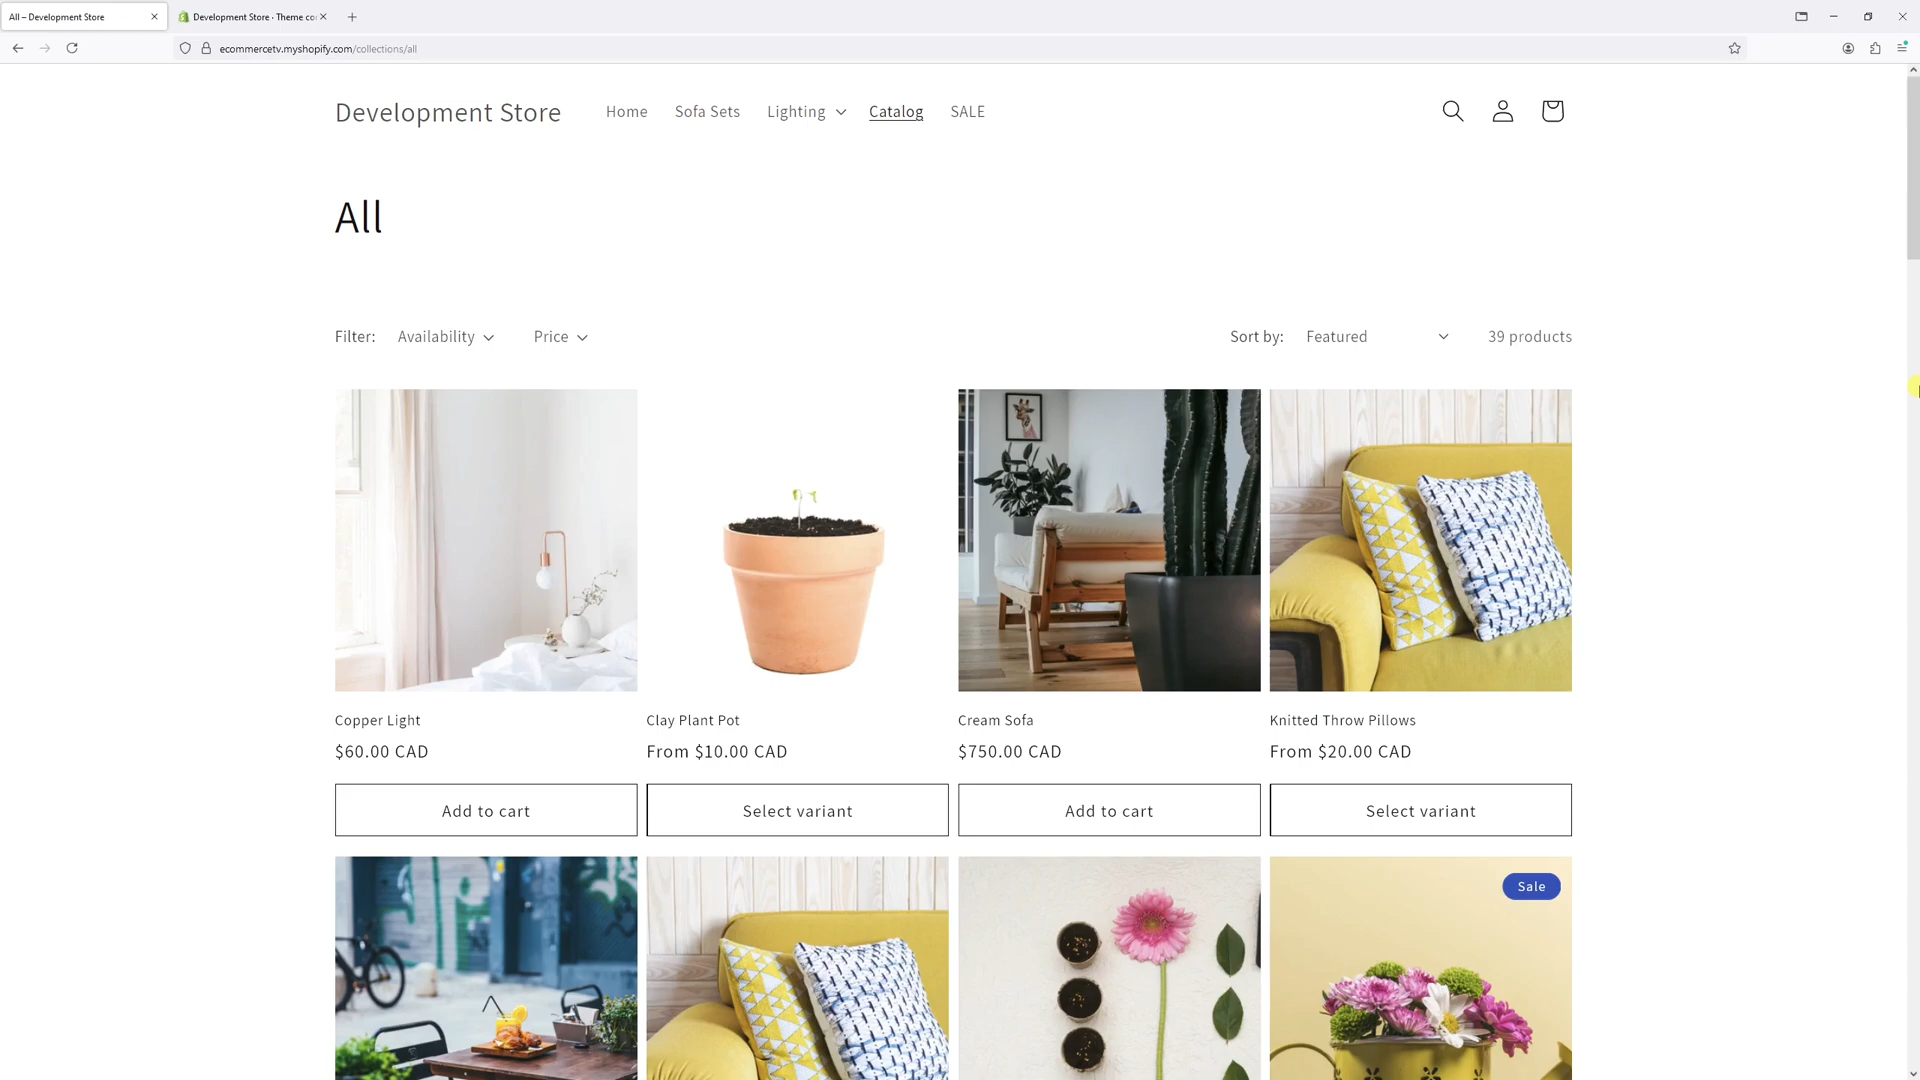 All – Development Store
Development Store · Theme co
ecommercetv.myshopify.com/collections/all
Development Store
Home
Sofa Sets
Lighting
Catalog
SALE
All
Filter:
Availability
Price
Sort by:
Featured
39 products
Copper Light
Clay Plant Pot
Cream Sofa
Knitted Throw Pillows
$60.00 CAD
From $10.00 CAD
$750.00 CAD
From $20.00 CAD
Add to cart
Select variant
Add to cart
Select variant
Sale